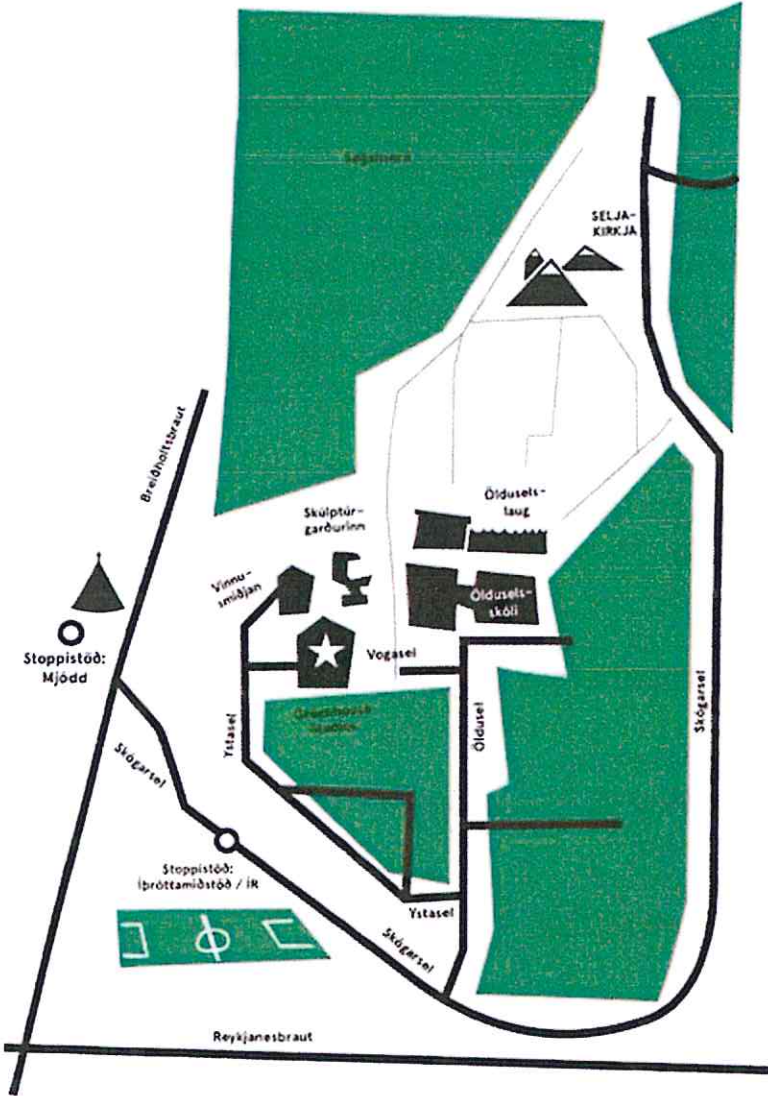 SELJA-
KIRKJA
Breiðholtsbraut
Skúlptúr-
garðurinn
Öldusels-
laug
Vinnu-
smiðjan
Öldusels-
skóli
Stoppistöð:
Mjódd
Vogasel
Ystasel
Öldusel
Skógarsel
Skógarsel
Stoppistöð:
Íþróttamiðstöð / ÍR
Ystasel
Skógarsel
Reykjanesbraut